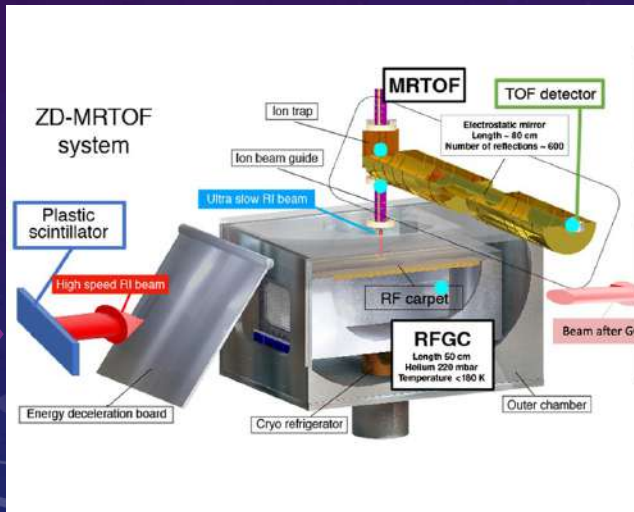 ZD-MRTOF
system
MRTOF
TOF detector
Ion trap
Electrostatic mirror
Length ~ 80 cm
Number of reflections ~ 600
Ion beam guide
Ultra slow RI beam
Plastic
scintillator
High speed RI beam
RF carpet
Beam after G
RFGC
Length 50 cm
Helium 220 mbar
Temperature <180 K
Energy deceleration board
Cryo refrigerator
Outer chamber